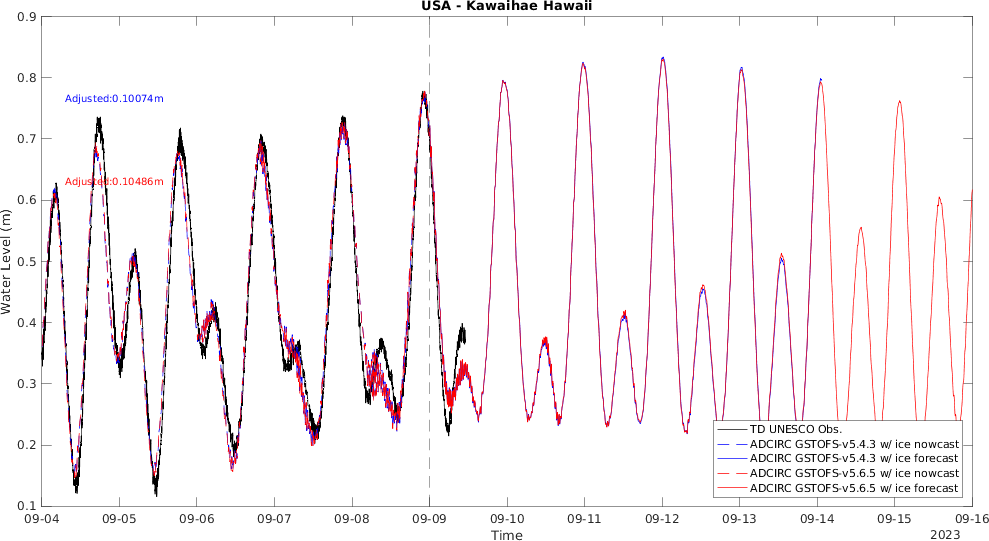 USA - Kawaihae Hawaii
0.9
0.8
0.7
0.6
0.5
0.4
0.3
0.2
0.1
Water Level (m)
Adjusted:0.10074m
Adjusted:0.10486m
TD UNESCO Obs.
ADCIRC GSTOFS-v5.4.3 w/ ice nowcast
ADCIRC GSTOFS-v5.4.3 w/ ice forecast
ADCIRC GSTOFS-v5.6.5 w/ ice nowcast
ADCIRC GSTOFS-v5.6.5 w/ ice forecast
09-04 09-05 09-06 09-07 09-08 09-09 09-10 09-11 09-12 09-13 09-14 09-15 09-16
Time
2023